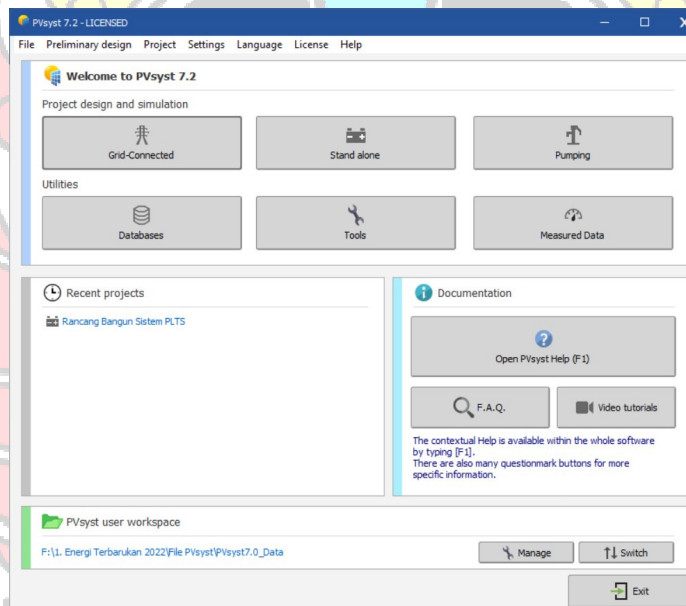 PVsyst 7.2 - LICENSED
File Preliminary design Project Settings Language License Help
Welcome to PVsyst 7.2
Project design and simulation
Grid-Connected Stand alone Pumping
Utilities
Databases Tools Measured Data
Recent projects
Rancang Bangun Sistem PLTS
Documentation
Open PVsyst Help (F1)
F.A.Q. Video tutorials
The contextual Help is available within the whole software
by typing [F1].
There are also many questionmark buttons for more
specific information.
PVsyst user workspace
F:\1. Energi Terbarukan 2022\File PVsyst\PVsyst7.0_Data
Manage Switch
Exit